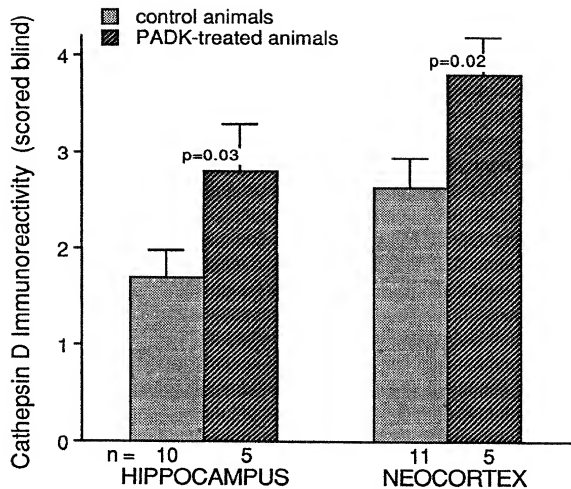 control animals
PADK-treated animals
Cathepsin D Immunoreactivity (scored blind)
4
3
2
1
0
p=0.03
p=0.02
n = 10 5 11 5
HIPPOCAMPUS NEOCORTEX